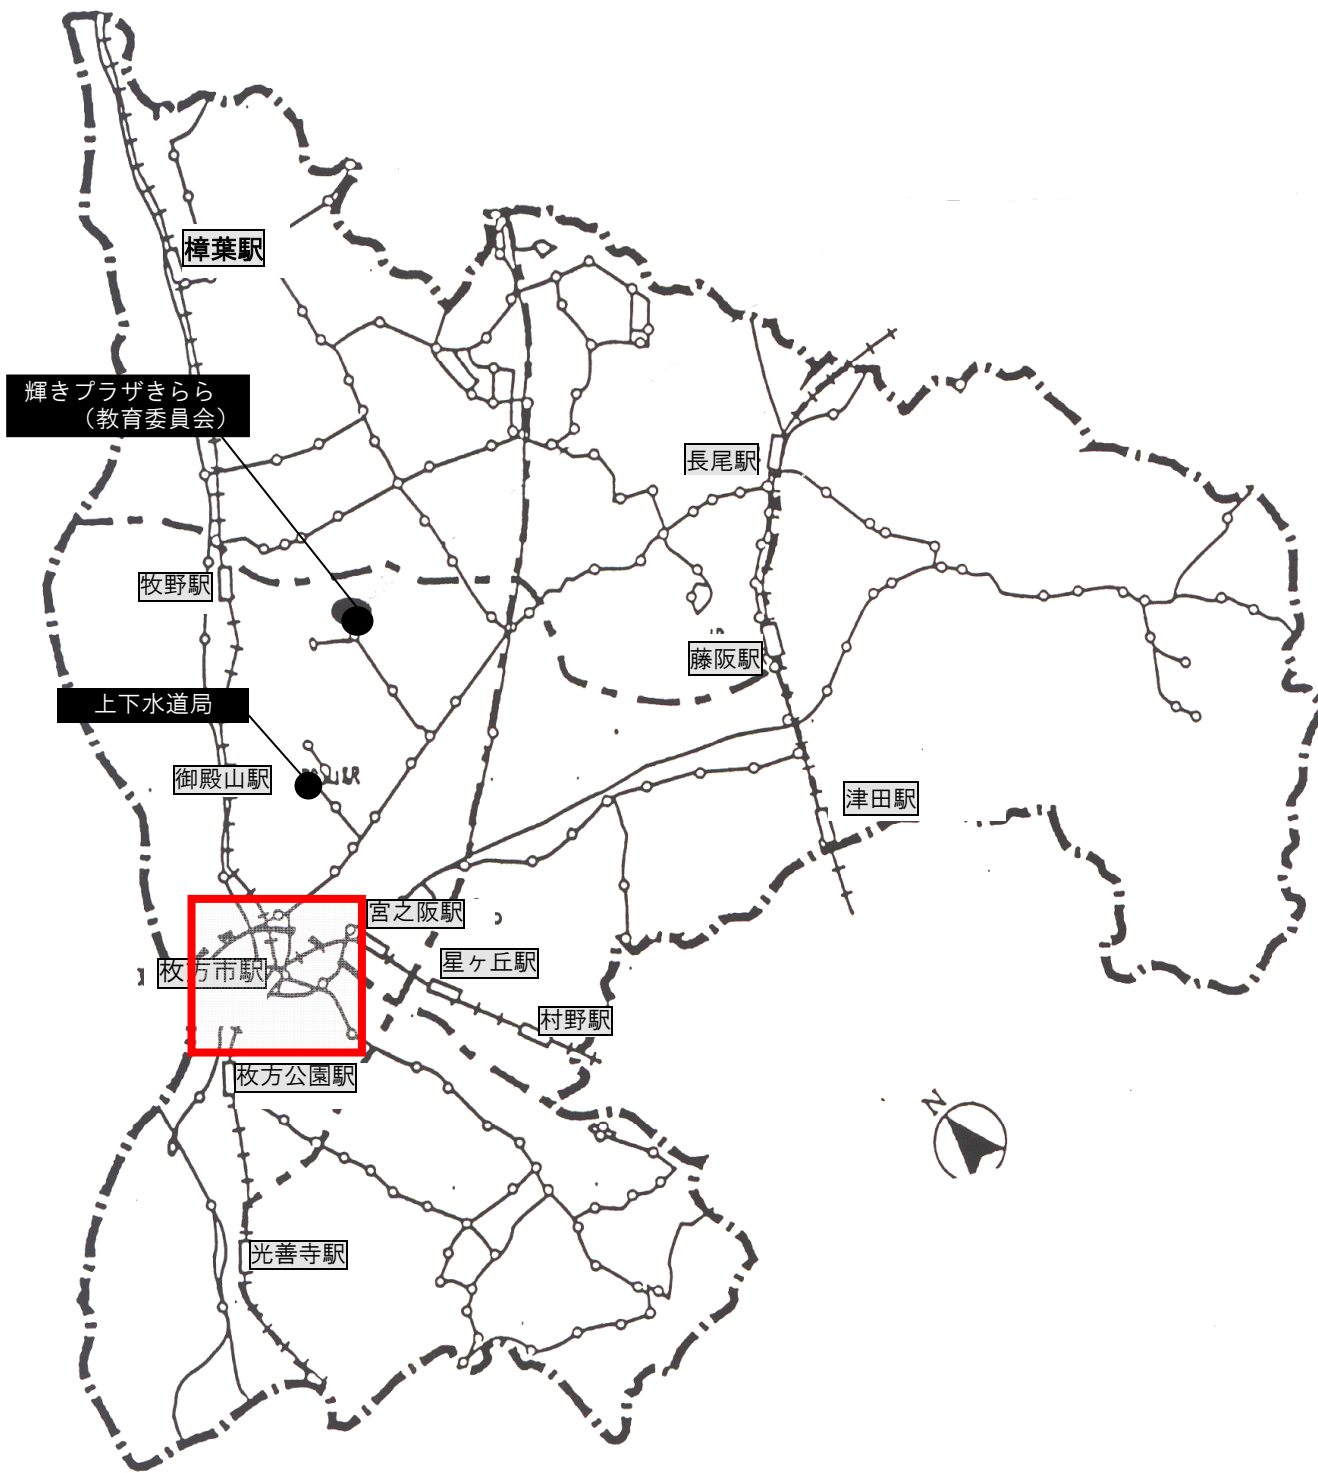 樟葉駅
輝きプラザきらら
（教育委員会）
長尾駅
牧野駅
藤阪駅
上下水道局
御殿山駅
津田駅
宮之阪駅
枚方市駅
星ヶ丘駅
村野駅
枚方公園駅
N
光善寺駅